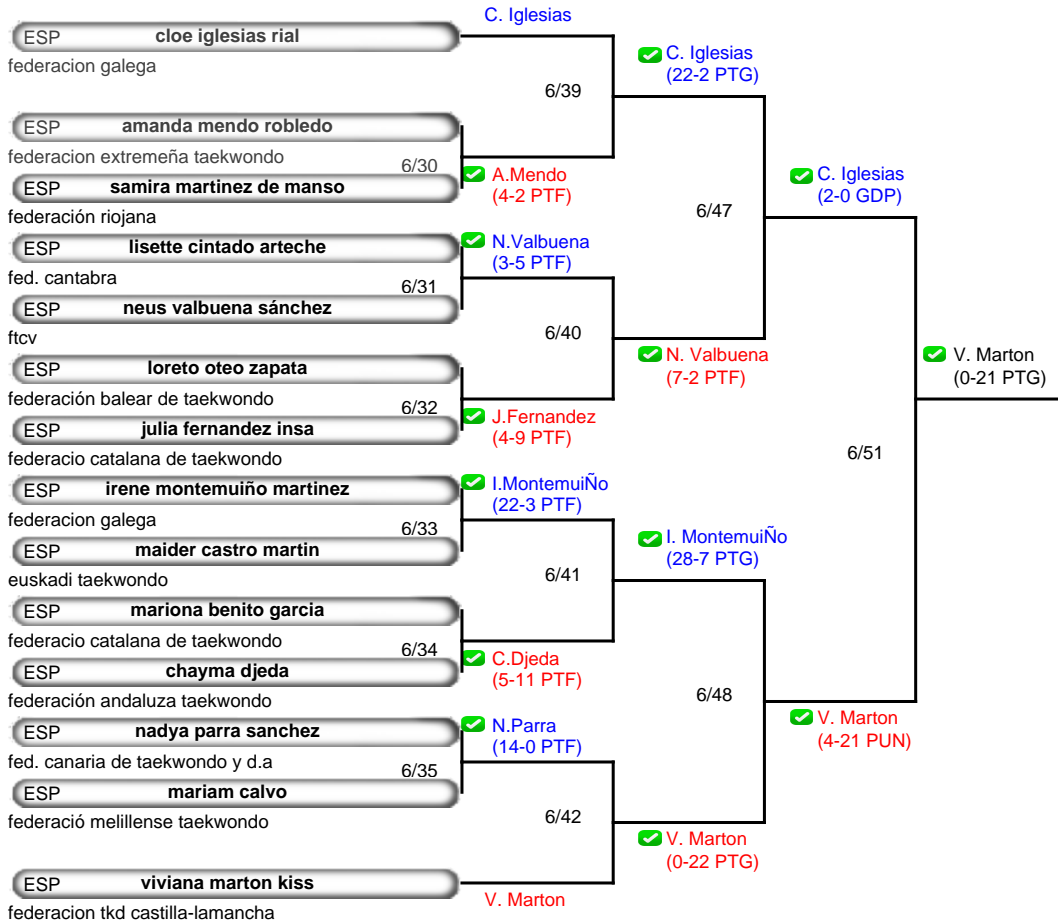 C. Iglesias
ESP cloe iglesias rial
federacion galega
C. Iglesias
(22-2 PTG)
6/39
ESP amanda mendo robledo
federacion extremeña taekwondo
6/30
A.Mendo
(4-2 PTF)
ESP samira martinez de manso
federación riojana
C. Iglesias
(2-0 GDP)
6/47
ESP lisette cintado arteche
fed. cantabra
N.Valbuena
(3-5 PTF)
6/31
ESP neus valbuena sánchez
ftcv
6/40
N. Valbuena
(7-2 PTF)
ESP loreto oteo zapata
federación balear de taekwondo
6/32
J.Fernandez
(4-9 PTF)
ESP julia fernandez insa
federacio catalana de taekwondo
V. Marton
(0-21 PTG)
6/51
ESP irene montemuiño martinez
federacion galega
I.MontemuiÑo
(22-3 PTF)
6/33
ESP maider castro martin
euskadi taekwondo
I. MontemuiÑo
(28-7 PTG)
6/41
ESP mariona benito garcia
federacio catalana de taekwondo
6/34
C.Djeda
(5-11 PTF)
ESP chayma djeda
federación andaluza taekwondo
6/48
V. Marton
(4-21 PUN)
ESP nadya parra sanchez
fed. canaria de taekwondo y d.a
N.Parra
(14-0 PTF)
6/35
ESP mariam calvo
federació melillense taekwondo
6/42
V. Marton
(0-22 PTG)
ESP viviana marton kiss
federacion tkd castilla-lamancha
V. Marton